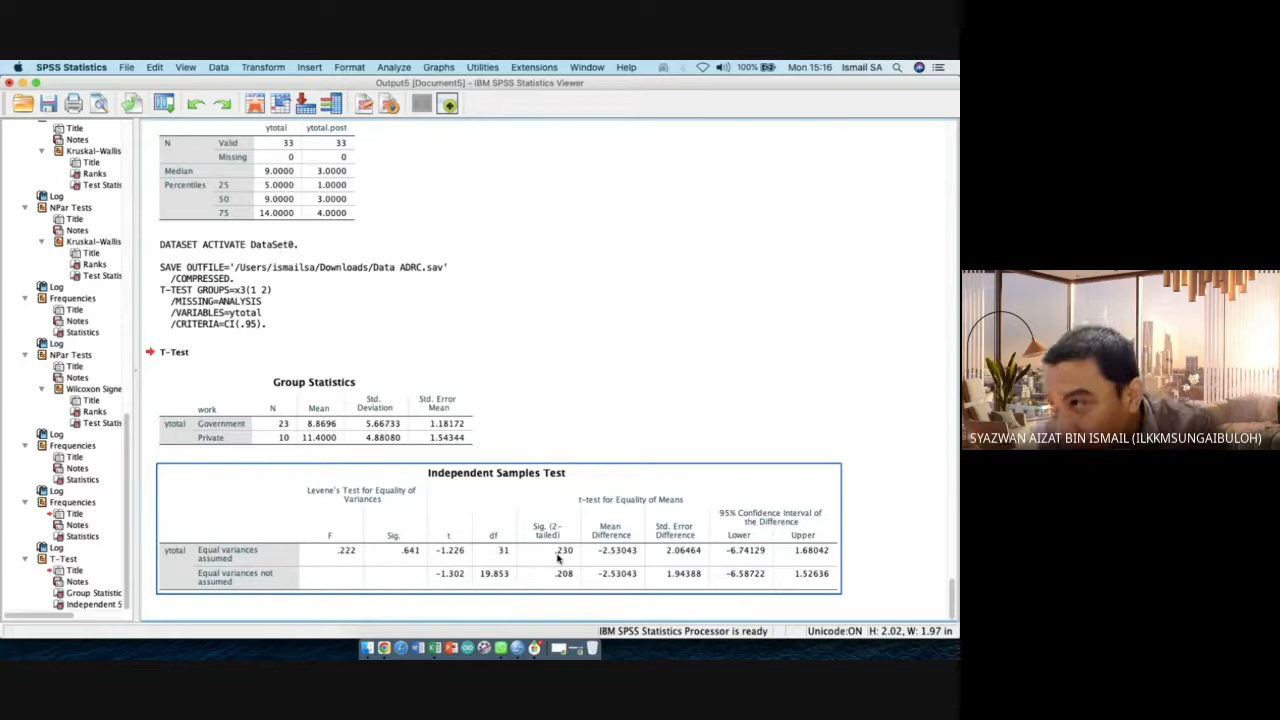 SPSS Statistics File Edit View Data Transform Insert Format Analyze Graphs Utilities Extensions Window Help 100% Mon 15:16 Ismail SA
Output5 [Document5] - IBM SPSS Statistics Viewer
Title
Notes
Kruskal-Wallis
Title
Ranks
Test Statis
Log
NPar Tests
Title
Notes
Kruskal-Wallis
Title
Ranks
Test Statis
Log
Frequencies
Title
Notes
Statistics
Log
NPar Tests
Title
Notes
Wilcoxon Signe
Title
Ranks
Test Statis
Log
Frequencies
Title
Notes
Statistics
Log
Frequencies
Title
Notes
Statistics
Log
T-Test
Title
Notes
Group Statistic
Independent S
ytotal ytotal.post
N Valid 33 33
Missing 0 0
Median 9.0000 3.0000
Percentiles 25 5.0000 1.0000
50 9.0000 3.0000
75 14.0000 4.0000
DATASET ACTIVATE DataSet0.
SAVE OUTFILE='/Users/ismailsa/Downloads/Data ADRC.sav'
/COMPRESSED.
T-TEST GROUPS=x3(1 2)
/MISSING=ANALYSIS
/VARIABLES=ytotal
/CRITERIA=CI(.95).
T-Test
Group Statistics
work N Mean Std. Deviation Std. Error Mean
ytotal Government 23 8.8696 5.66733 1.18172
Private 10 11.4000 4.88080 1.54344
Independent Samples Test
Levene's Test for Equality of Variances
t-test for Equality of Means
F Sig. t df Sig. (2-tailed) Mean Difference Std. Error Difference 95% Confidence Interval of the Difference Lower Upper
ytotal Equal variances assumed .222 .641 -1.226 31 .230 -2.53043 2.06464 -6.74129 1.68042
Equal variances not assumed -1.302 19.853 .208 -2.53043 1.94388 -6.58722 1.52636
IBM SPSS Statistics Processor is ready Unicode:ON H: 2.02, W: 1.97 in
SYAZWAN AIZAT BIN ISMAIL (ILKKMSUNGAIBULOH)